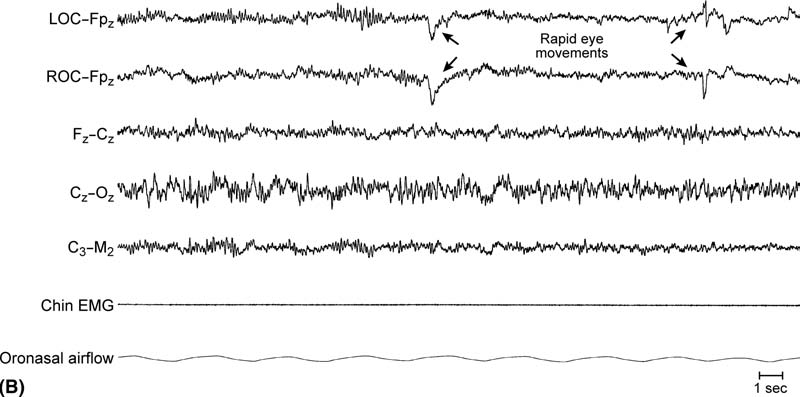 LOC–Fpz
Rapid eye
movements
ROC–Fpz
Fz–Cz
Cz–Oz
C3–M2
Chin EMG
Oronasal airflow
(B)
1 sec